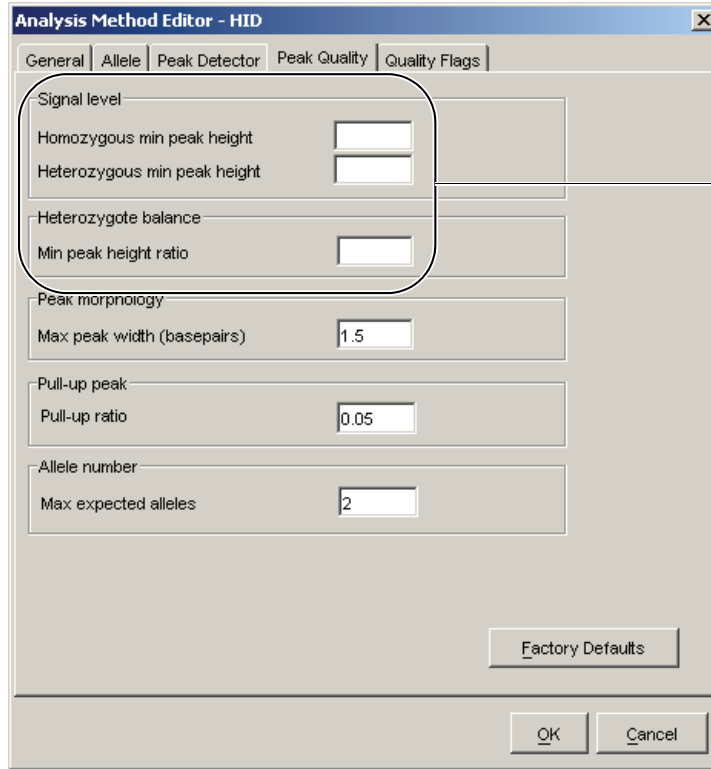 Analysis Method Editor - HID
General Allele Peak Detector Peak Quality Quality Flags
Signal level
Homozygous min peak height
Heterozygous min peak height
Heterozygote balance
Min peak height ratio
Peak morphology
Max peak width (basepairs) 1.5
Pull-up peak
Pull-up ratio 0.05
Allele number
Max expected alleles 2
Factory Defaults
OK Cancel